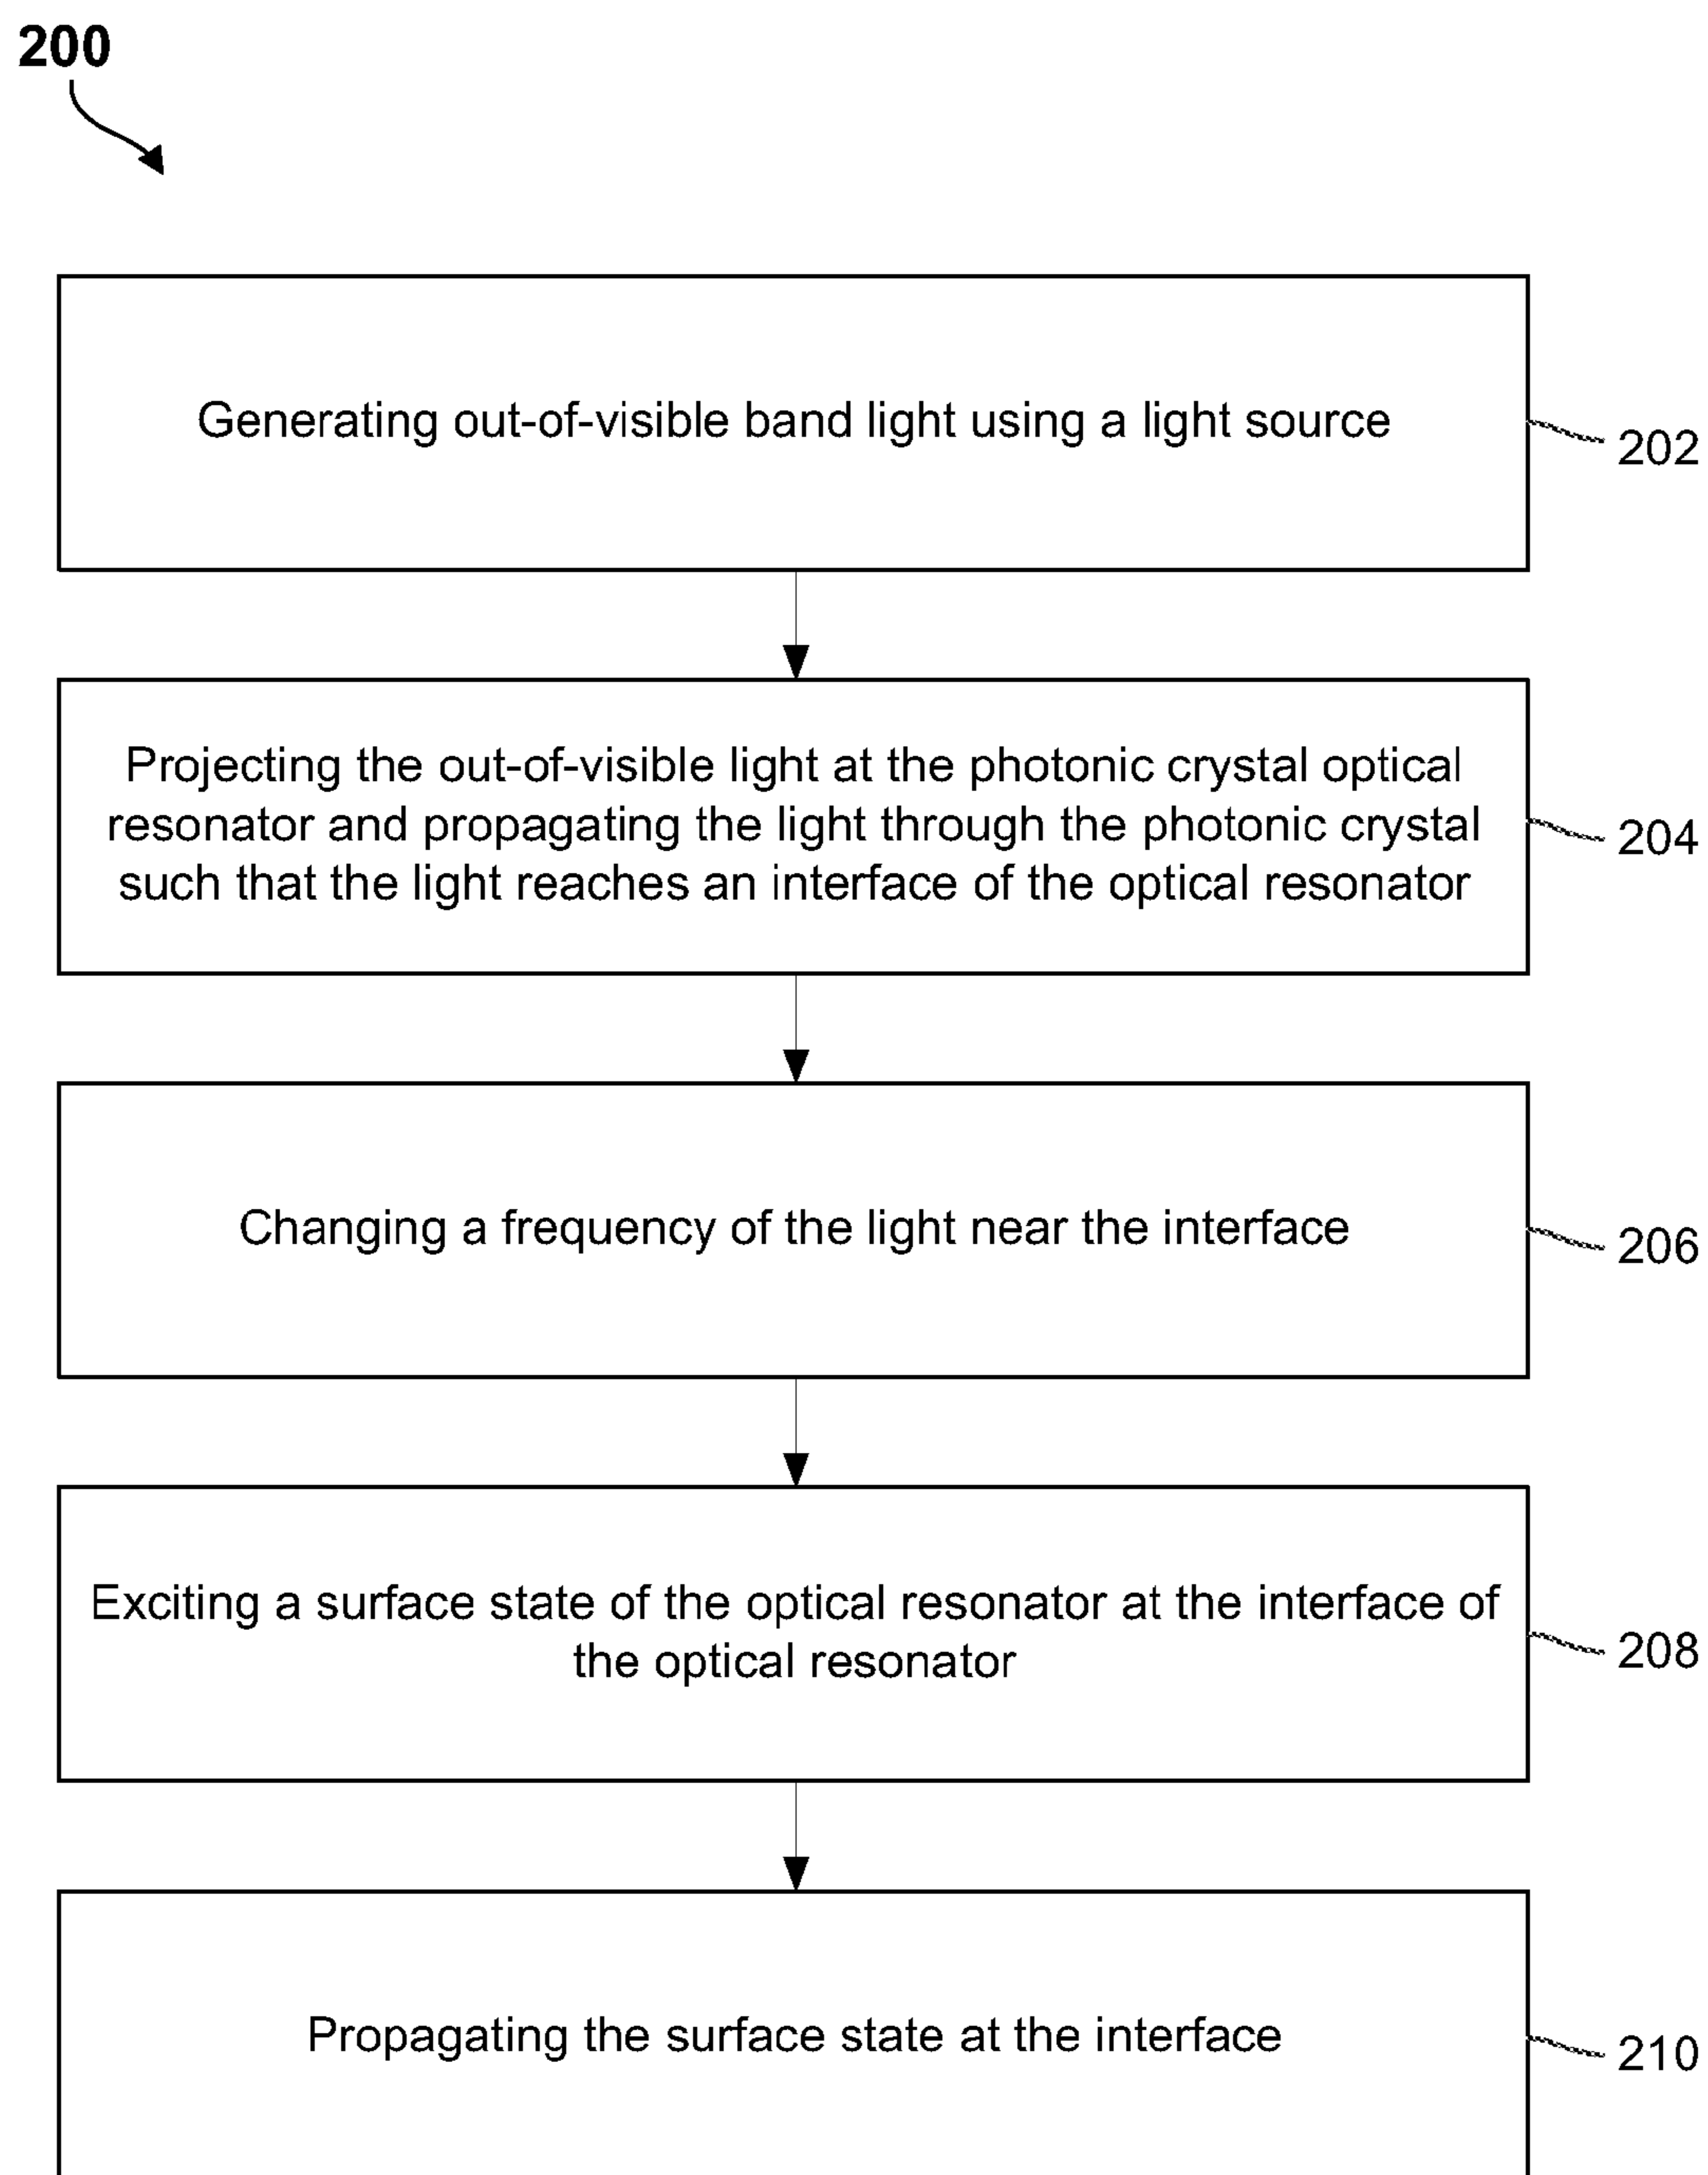 200
Generating out-of-visible band light using a light source
202
Projecting the out-of-visible light at the photonic crystal optical
resonator and propagating the light through the photonic crystal
such that the light reaches an interface of the optical resonator
204
Changing a frequency of the light near the interface
206
Exciting a surface state of the optical resonator at the interface of
the optical resonator
208
Propagating the surface state at the interface
210